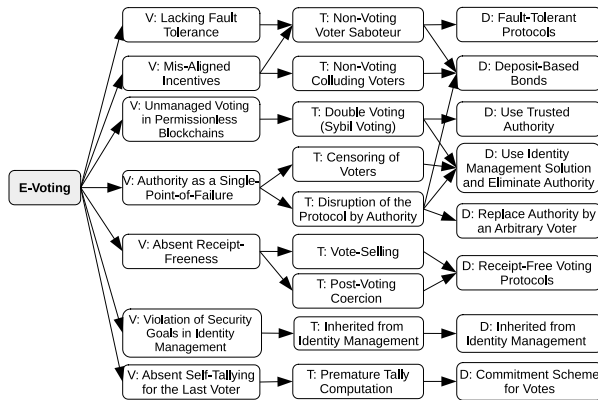 E-Voting
V: Lacking Fault
Tolerance
V: Mis-Aligned
Incentives
V: Unmanaged Voting
in Permissionless
Blockchains
V: Authority as a Single-
Point-of-Failure
V: Absent Receipt-
Freeness
V: Violation of Security
Goals in Identity
Management
V: Absent Self-Tallying
for the Last Voter
T: Non-Voting
Voter Saboteur
T: Non-Voting
Colluding Voters
T: Double Voting
(Sybil Voting)
T: Censoring of
Voters
T: Disruption of the
Protocol by Authority
T: Vote-Selling
T: Post-Voting
Coercion
T: Inherited from
Identity Management
T: Premature Tally
Computation
D: Fault-Tolerant
Protocols
D: Deposit-Based
Bonds
D: Use Trusted
Authority
D: Use Identity
Management Solution
and Eliminate Authority
D: Replace Authority by
an Arbitrary Voter
D: Receipt-Free Voting
Protocols
D: Inherited from
Identity Management
D: Commitment Scheme
for Votes